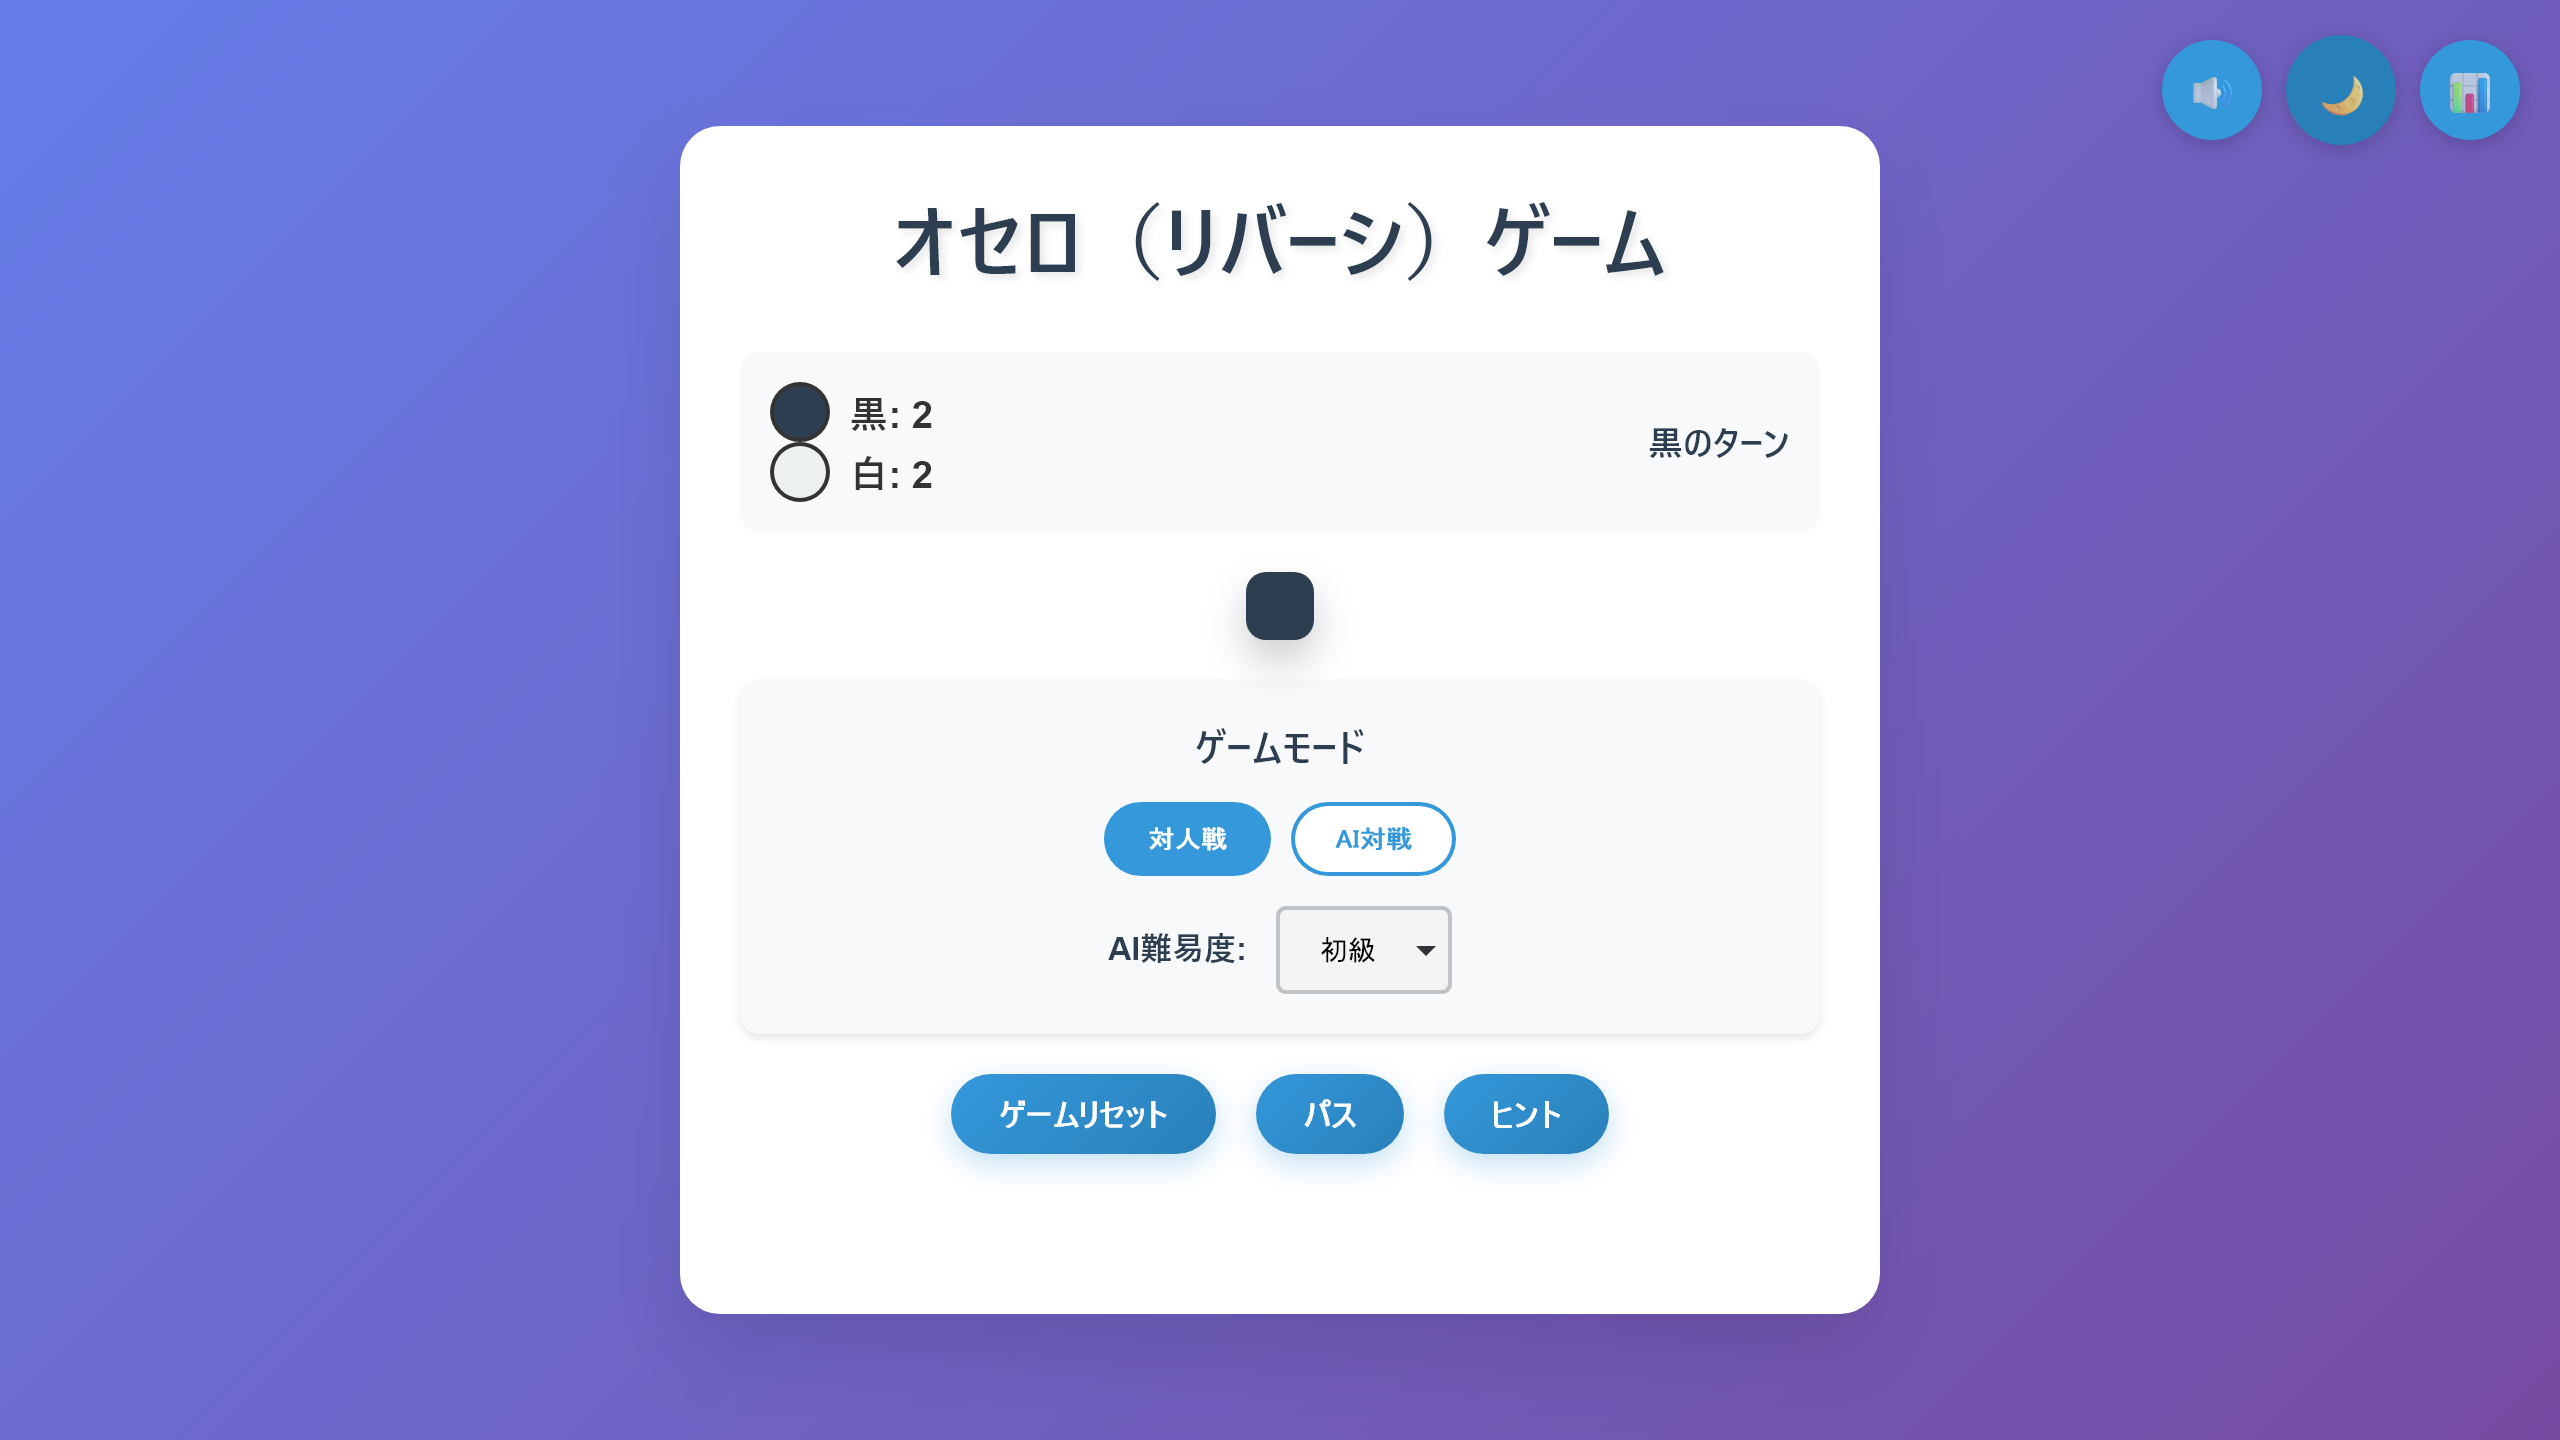 オセロ（リバーシ）ゲーム
黒: 2
白: 2
黒のターン
ゲームモード
対人戦
AI対戦
AI難易度:
初級
ゲームリセット
パス
ヒント